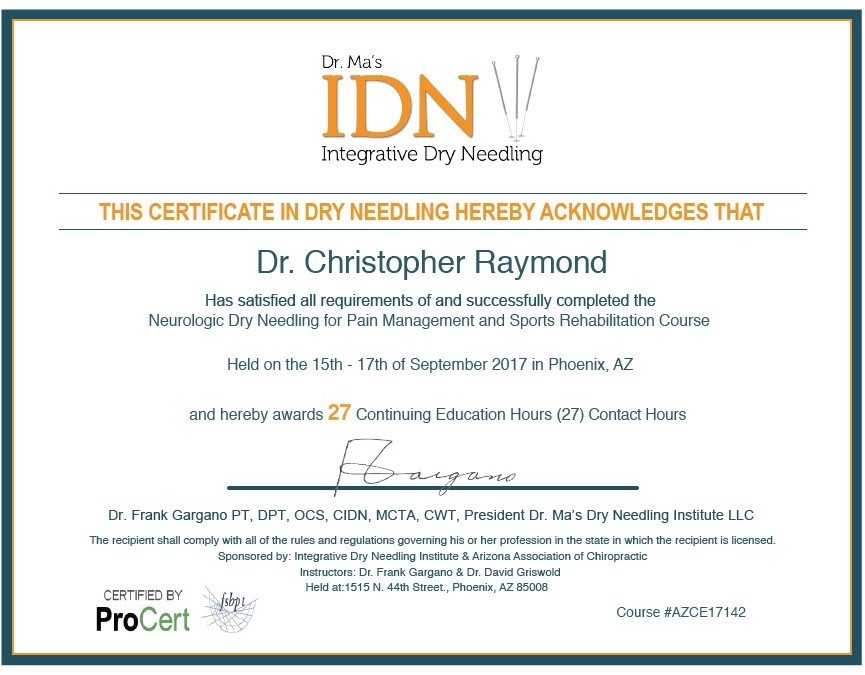 Dr. Ma's
IDN
Integrative Dry Needling
THIS CERTIFICATE IN DRY NEEDLING HEREBY ACKNOWLEDGES THAT
Dr. Christopher Raymond
Has satisfied all requirements of and successfully completed the
Neurologic Dry Needling for Pain Management and Sports Rehabilitation Course
Held on the 15th - 17th of September 2017 in Phoenix, AZ
and hereby awards 27 Continuing Education Hours (27) Contact Hours
F Gargano
Dr. Frank Gargano PT, DPT, OCS, CIDN, MCTA, CWT, President Dr. Ma's Dry Needling Institute LLC
The recipient shall comply with all of the rules and regulations governing his or her profession in the state in which the recipient is licensed.
Sponsored by: Integrative Dry Needling Institute & Arizona Association of Chiropractic
Instructors: Dr. Frank Gargano & Dr. David Griswold
Held at:1515 N. 44th Street., Phoenix, AZ 85008
CERTIFIED BY
ProCert
fsbpt
Course #AZCE17142